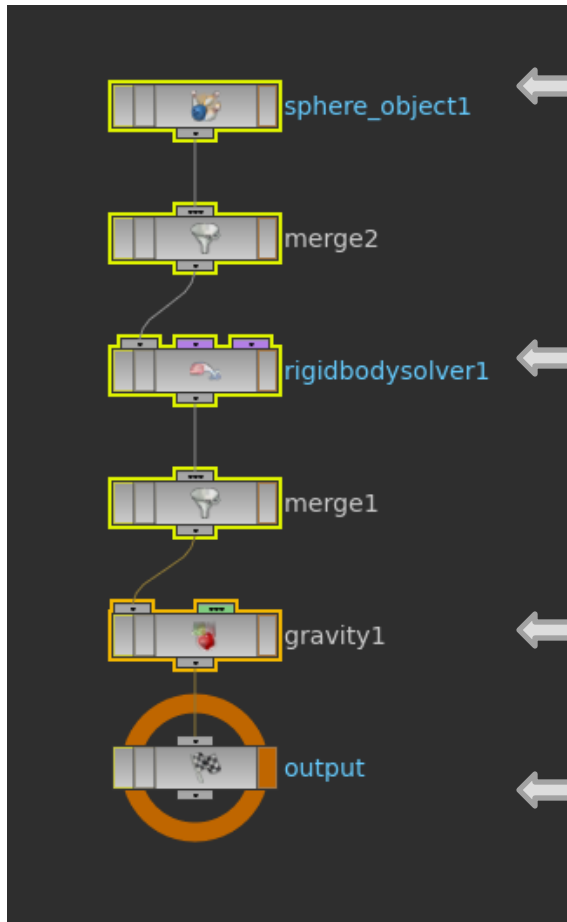 sphere_object1
merge2
rigidbodysolver1
merge1
gravity1
output